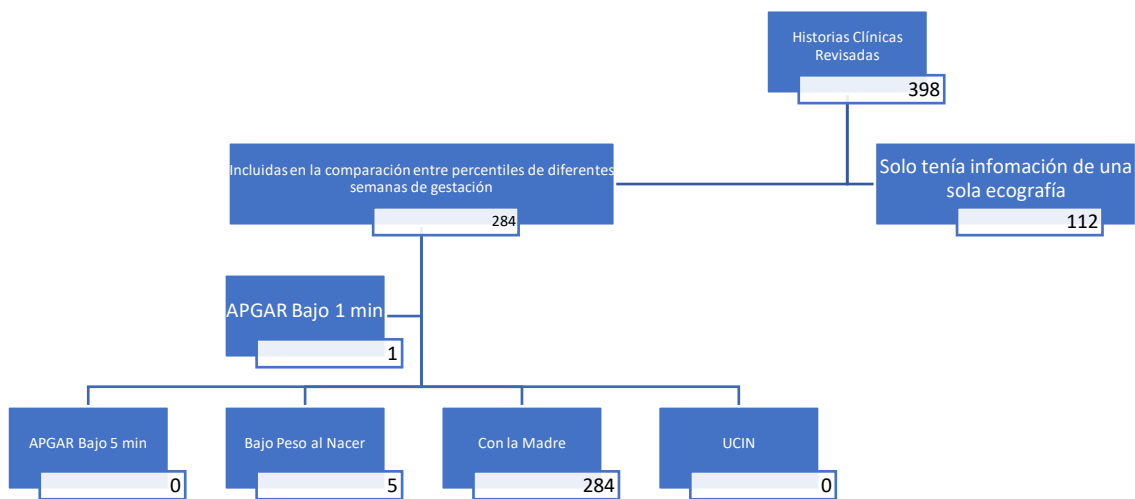 Historias Clínicas
Revisadas
398
Incluidas en la comparación entre percentiles de diferentes
semanas de gestación
284
Solo tenía infomación de una
sola ecografía
112
APGAR Bajo 1 min
1
APGAR Bajo 5 min
0
Bajo Peso al Nacer
5
Con la Madre
284
UCIN
0